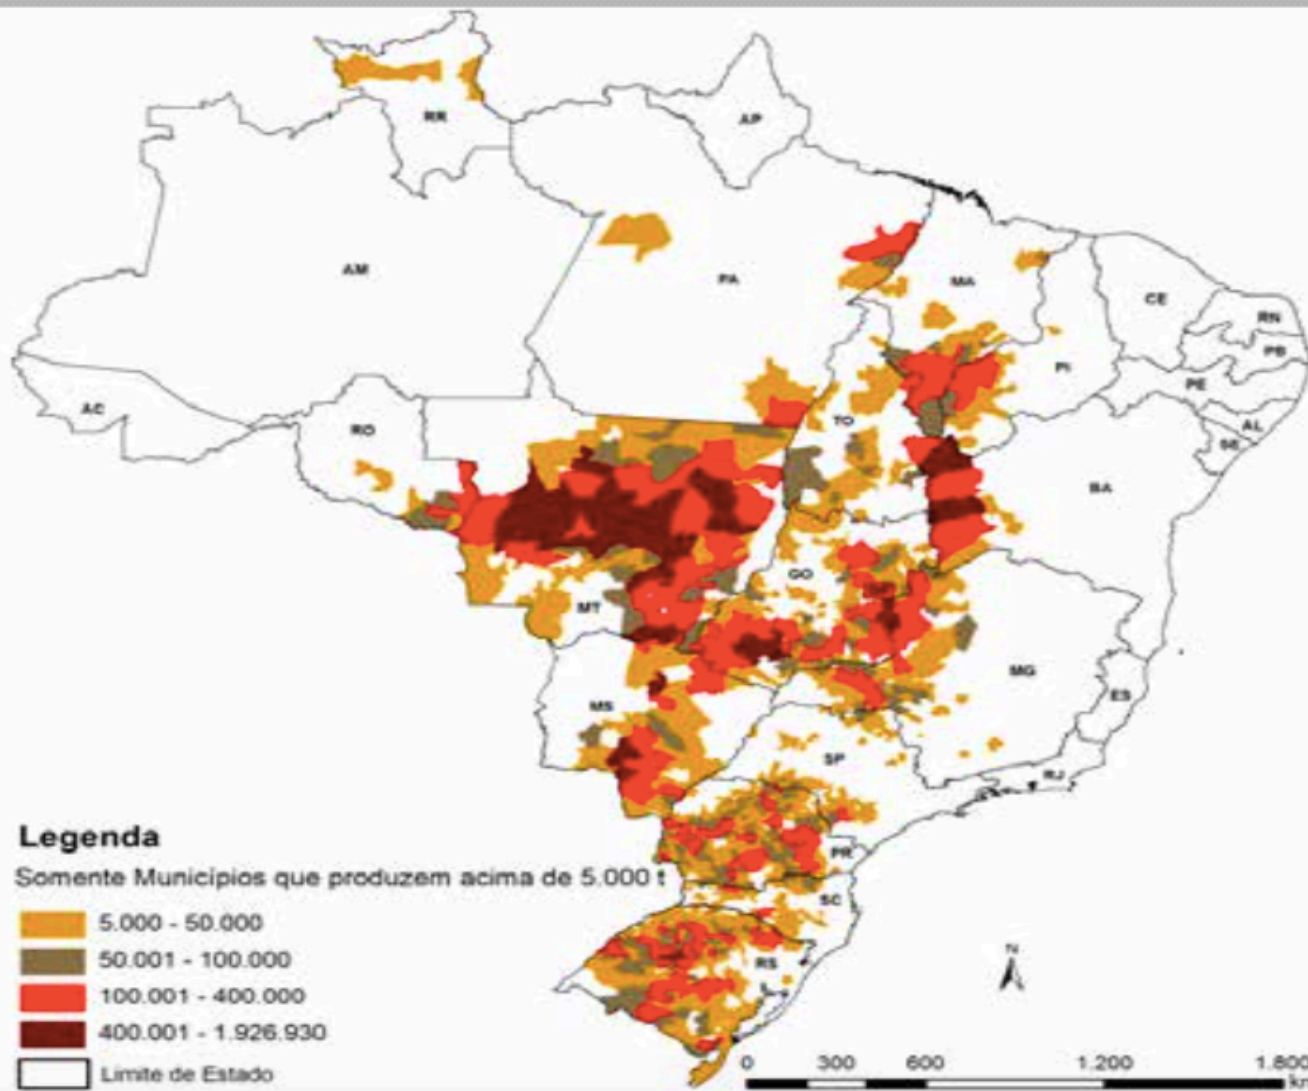 RR
AP
AM
PA
MA
CE
RN
PB
PI
PE
AC
AL
TO
RO
SE
BA
GO
MT
MG
MS
ES
SP
RJ
PR
SC
RS
N
Legenda
Somente Municípios que produzem acima de 5.000 t
5.000 - 50.000
50.001 - 100.000
100.001 - 400.000
400.001 - 1.926.930
Limite de Estado
0 300 600 1.200 1.800